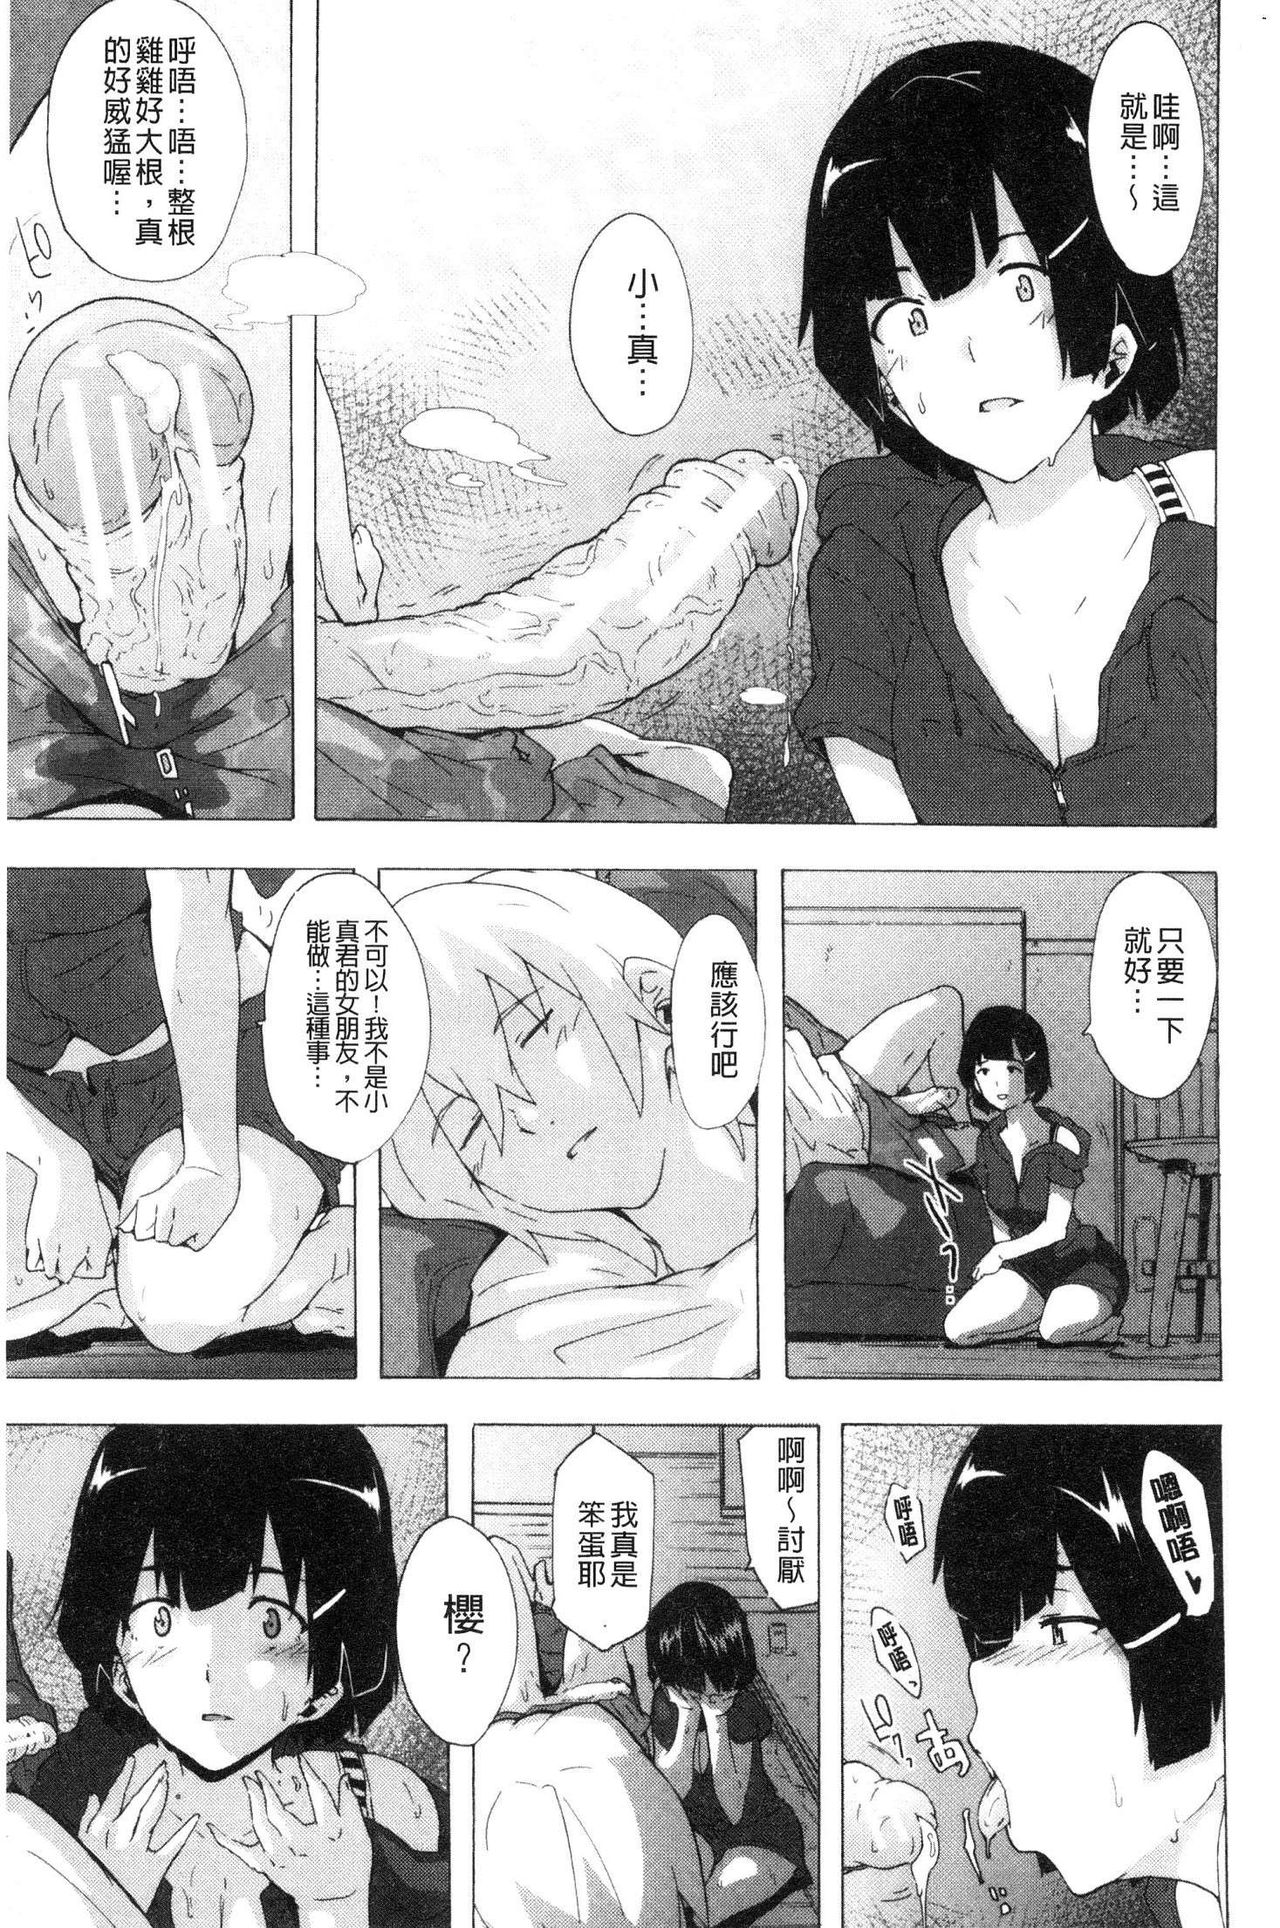 哇啊⋯這
就是⋯～
小⋯真⋯
呼唔⋯唔⋯整根
雞雞好大根，真
的好威猛喔⋯
只要一下
就好⋯
應該行吧
不可以！我不是小
真君的女朋友，不
能做⋯這種事⋯
嗯啊唔♥
呼唔
呼唔
啊啊～討厭
我真是
笨蛋耶
櫻？